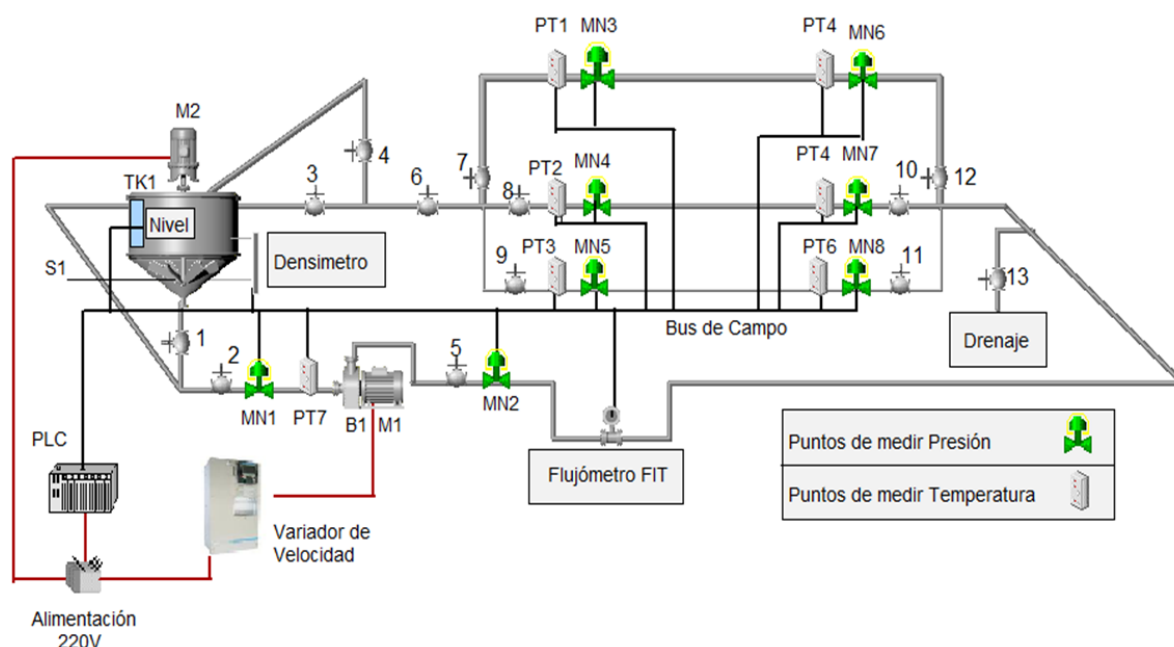 PT1 MN3
PT4 MN6
M2
4
7
TK1
3
6
PT2 MN4
8
PT4 MN7
10
12
Nivel
S1
Densimetro
9
PT3 MN5
PT6 MN8
11
13
Bus de Campo
Drenaje
1
2
5
MN1
PT7
B1 M1
MN2
PLC
Flujómetro FIT
Puntos de medir Presión
Puntos de medir Temperatura
Variador de
Velocidad
Alimentación
220V